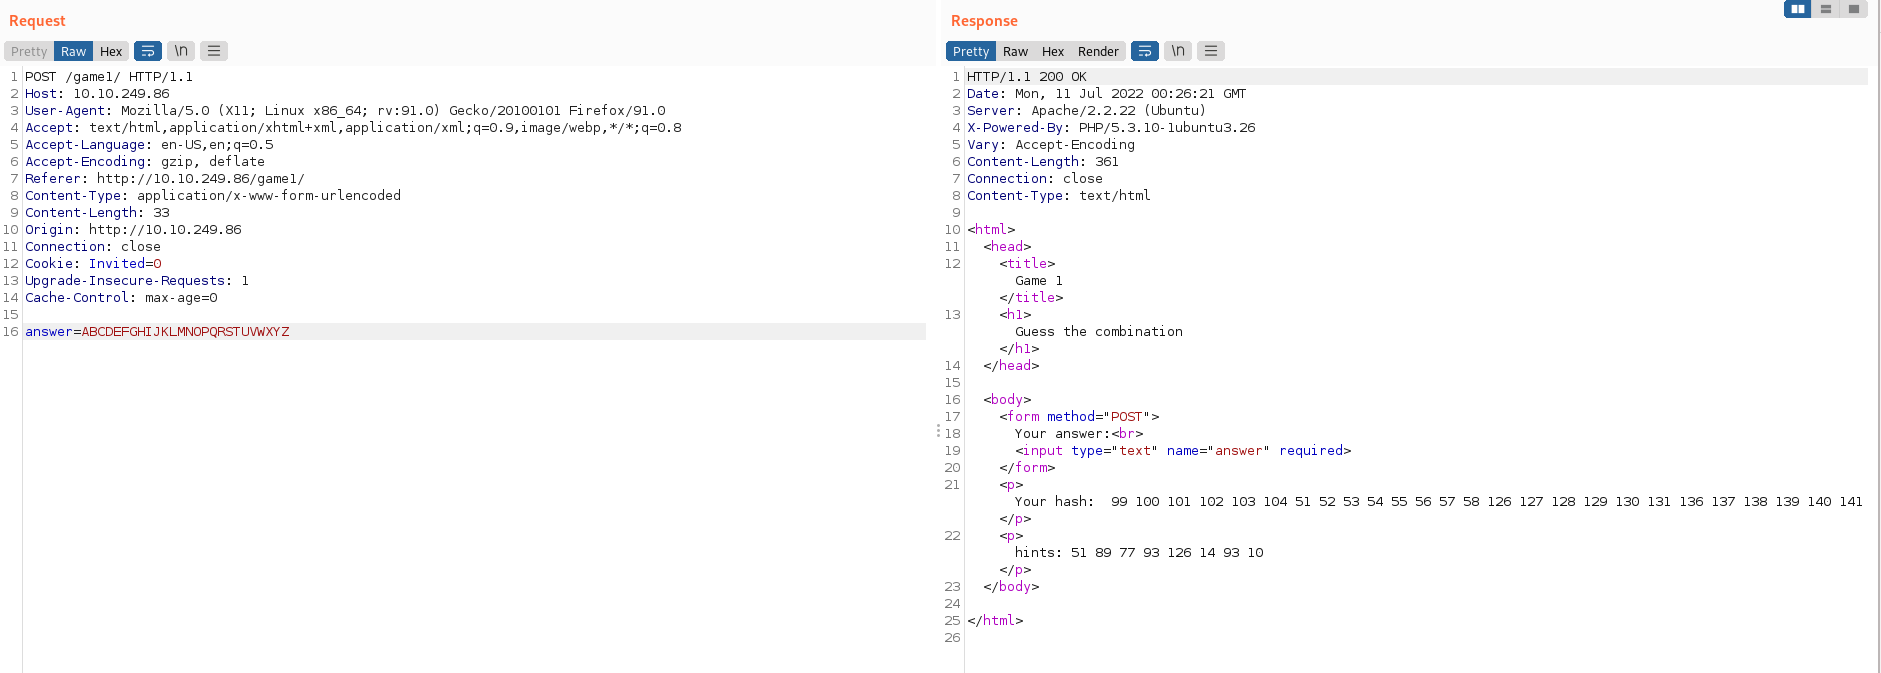 Request
Pretty Raw Hex \n
1 POST /game1/ HTTP/1.1
2 Host: 10.10.249.86
3 User-Agent: Mozilla/5.0 (X11; Linux x86_64; rv:91.0) Gecko/20100101 Firefox/91.0
4 Accept: text/html,application/xhtml+xml,application/xml;q=0.9,image/webp,*/*;q=0.8
5 Accept-Language: en-US,en;q=0.5
6 Accept-Encoding: gzip, deflate
7 Referer: http://10.10.249.86/game1/
8 Content-Type: application/x-www-form-urlencoded
9 Content-Length: 33
10 Origin: http://10.10.249.86
11 Connection: close
12 Cookie: Invited=0
13 Upgrade-Insecure-Requests: 1
14 Cache-Control: max-age=0
15
16 answer=ABCDEFGHIJKLMNOPQRSTUVWXYZ
Response
Pretty Raw Hex Render \n
1 HTTP/1.1 200 OK
2 Date: Mon, 11 Jul 2022 00:26:21 GMT
3 Server: Apache/2.2.22 (Ubuntu)
4 X-Powered-By: PHP/5.3.10-1ubuntu3.26
5 Vary: Accept-Encoding
6 Content-Length: 361
7 Connection: close
8 Content-Type: text/html
9
10 <html>
11 <head>
12 <title>
Game 1
</title>
13 <h1>
Guess the combination
</h1>
14 </head>
15
16 <body>
17 <form method="POST">
18 Your answer:<br>
19 <input type="text" name="answer" required>
20 </form>
21 <p>
Your hash:  99 100 101 102 103 104 51 52 53 54 55 56 57 58 126 127 128 129 130 131 136 137 138 139 140 141
</p>
22 <p>
hints: 51 89 77 93 126 14 93 10
</p>
23 </body>
24
25 </html>
26